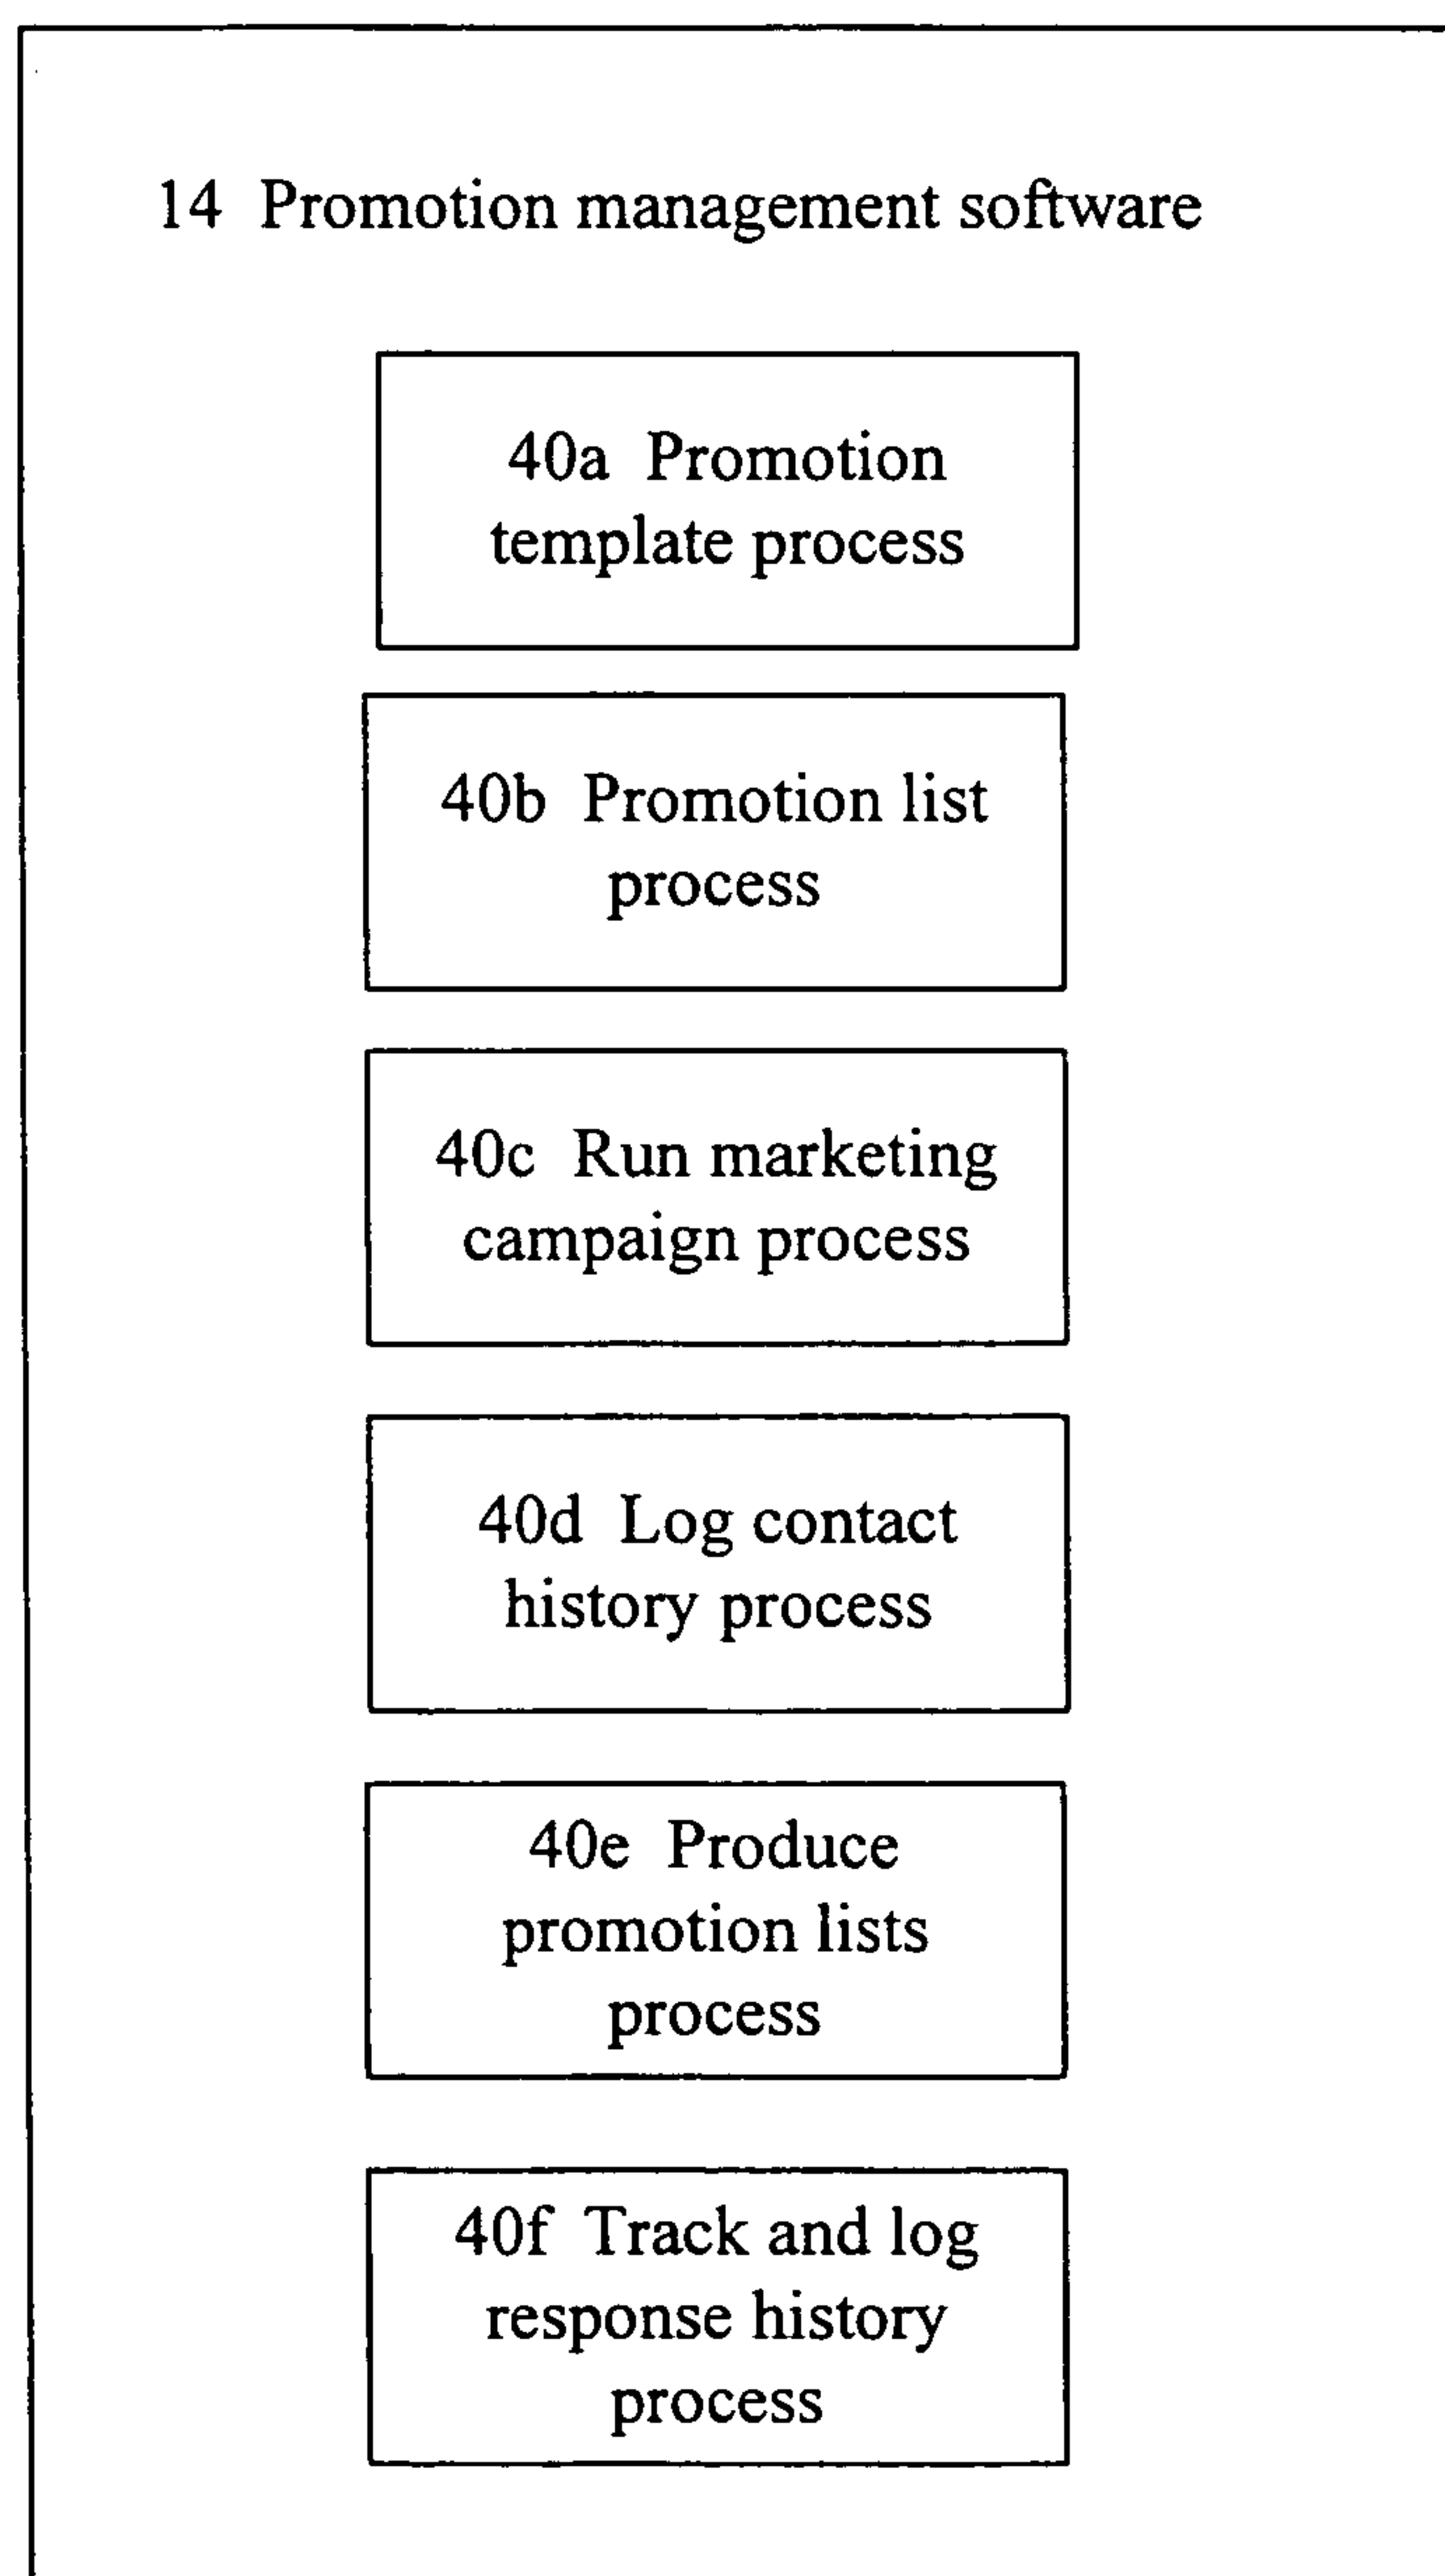 14 Promotion management software
40a Promotion
template process
40b Promotion list
process
40c Run marketing
campaign process
40d Log contact
history process
40e Produce
promotion lists
process
40f Track and log
response history
process